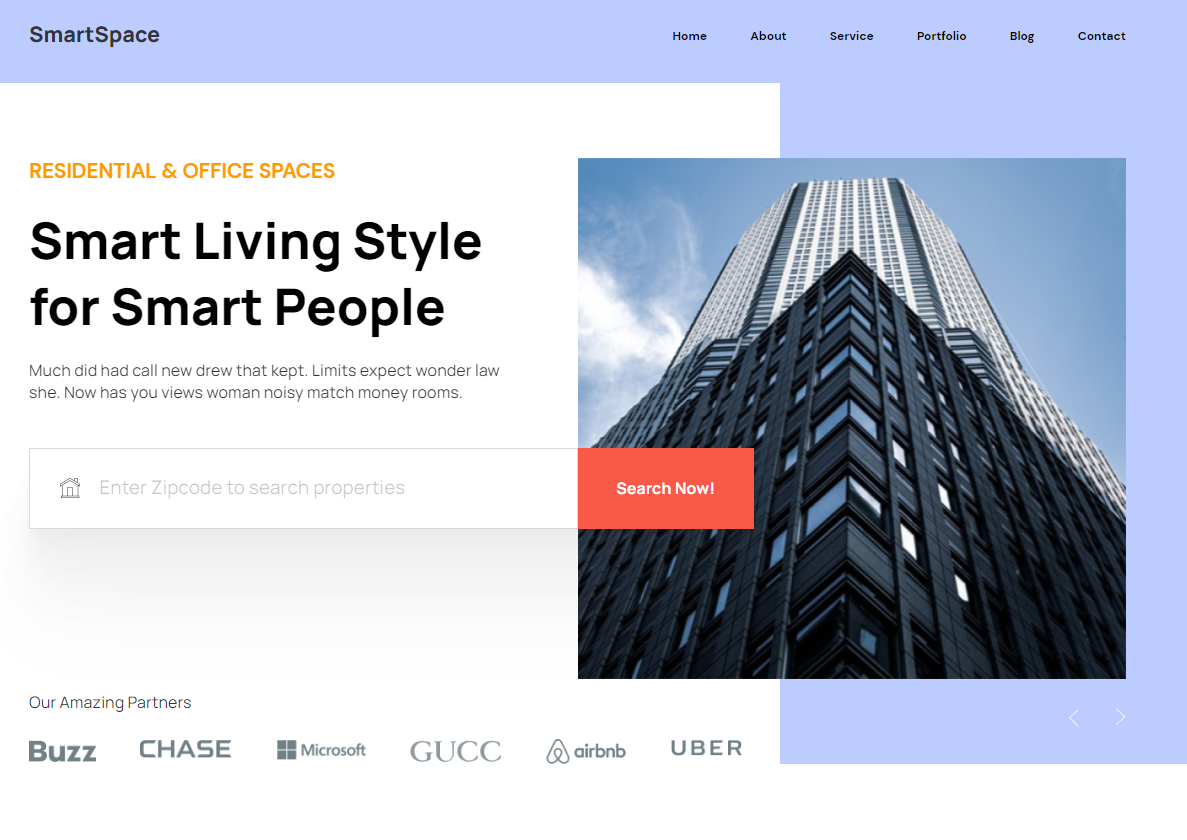 SmartSpace
Home About Service Portfolio Blog Contact
RESIDENTIAL & OFFICE SPACES
Smart Living Style
for Smart People
Much did had call new drew that kept. Limits expect wonder law
she. Now has you views woman noisy match money rooms.
Enter Zipcode to search properties
Search Now!
Our Amazing Partners
Buzz CHASE Microsoft GUCC airbnb UBER